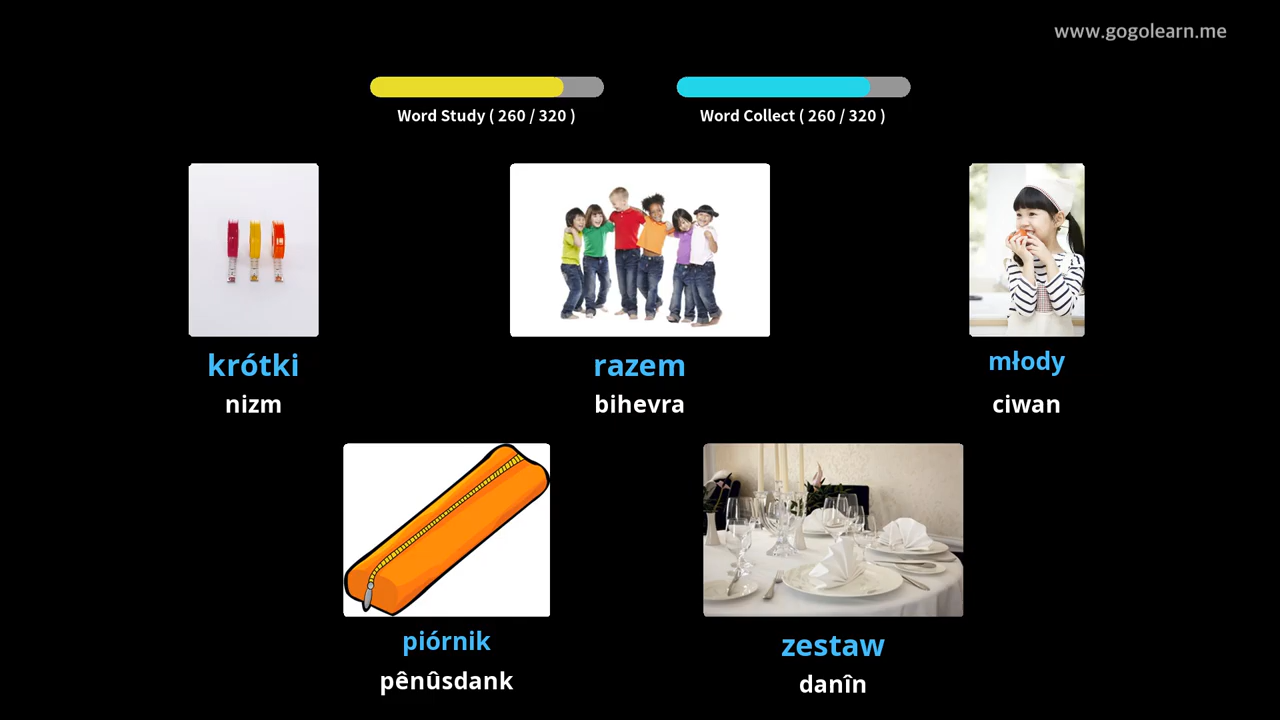 www.gogolearn.me
Word Study ( 260 / 320 )
Word Collect ( 260 / 320 )
krótki
nizm
razem
bihevra
młody
ciwan
piórnik
pênûsdank
zestaw
danîn